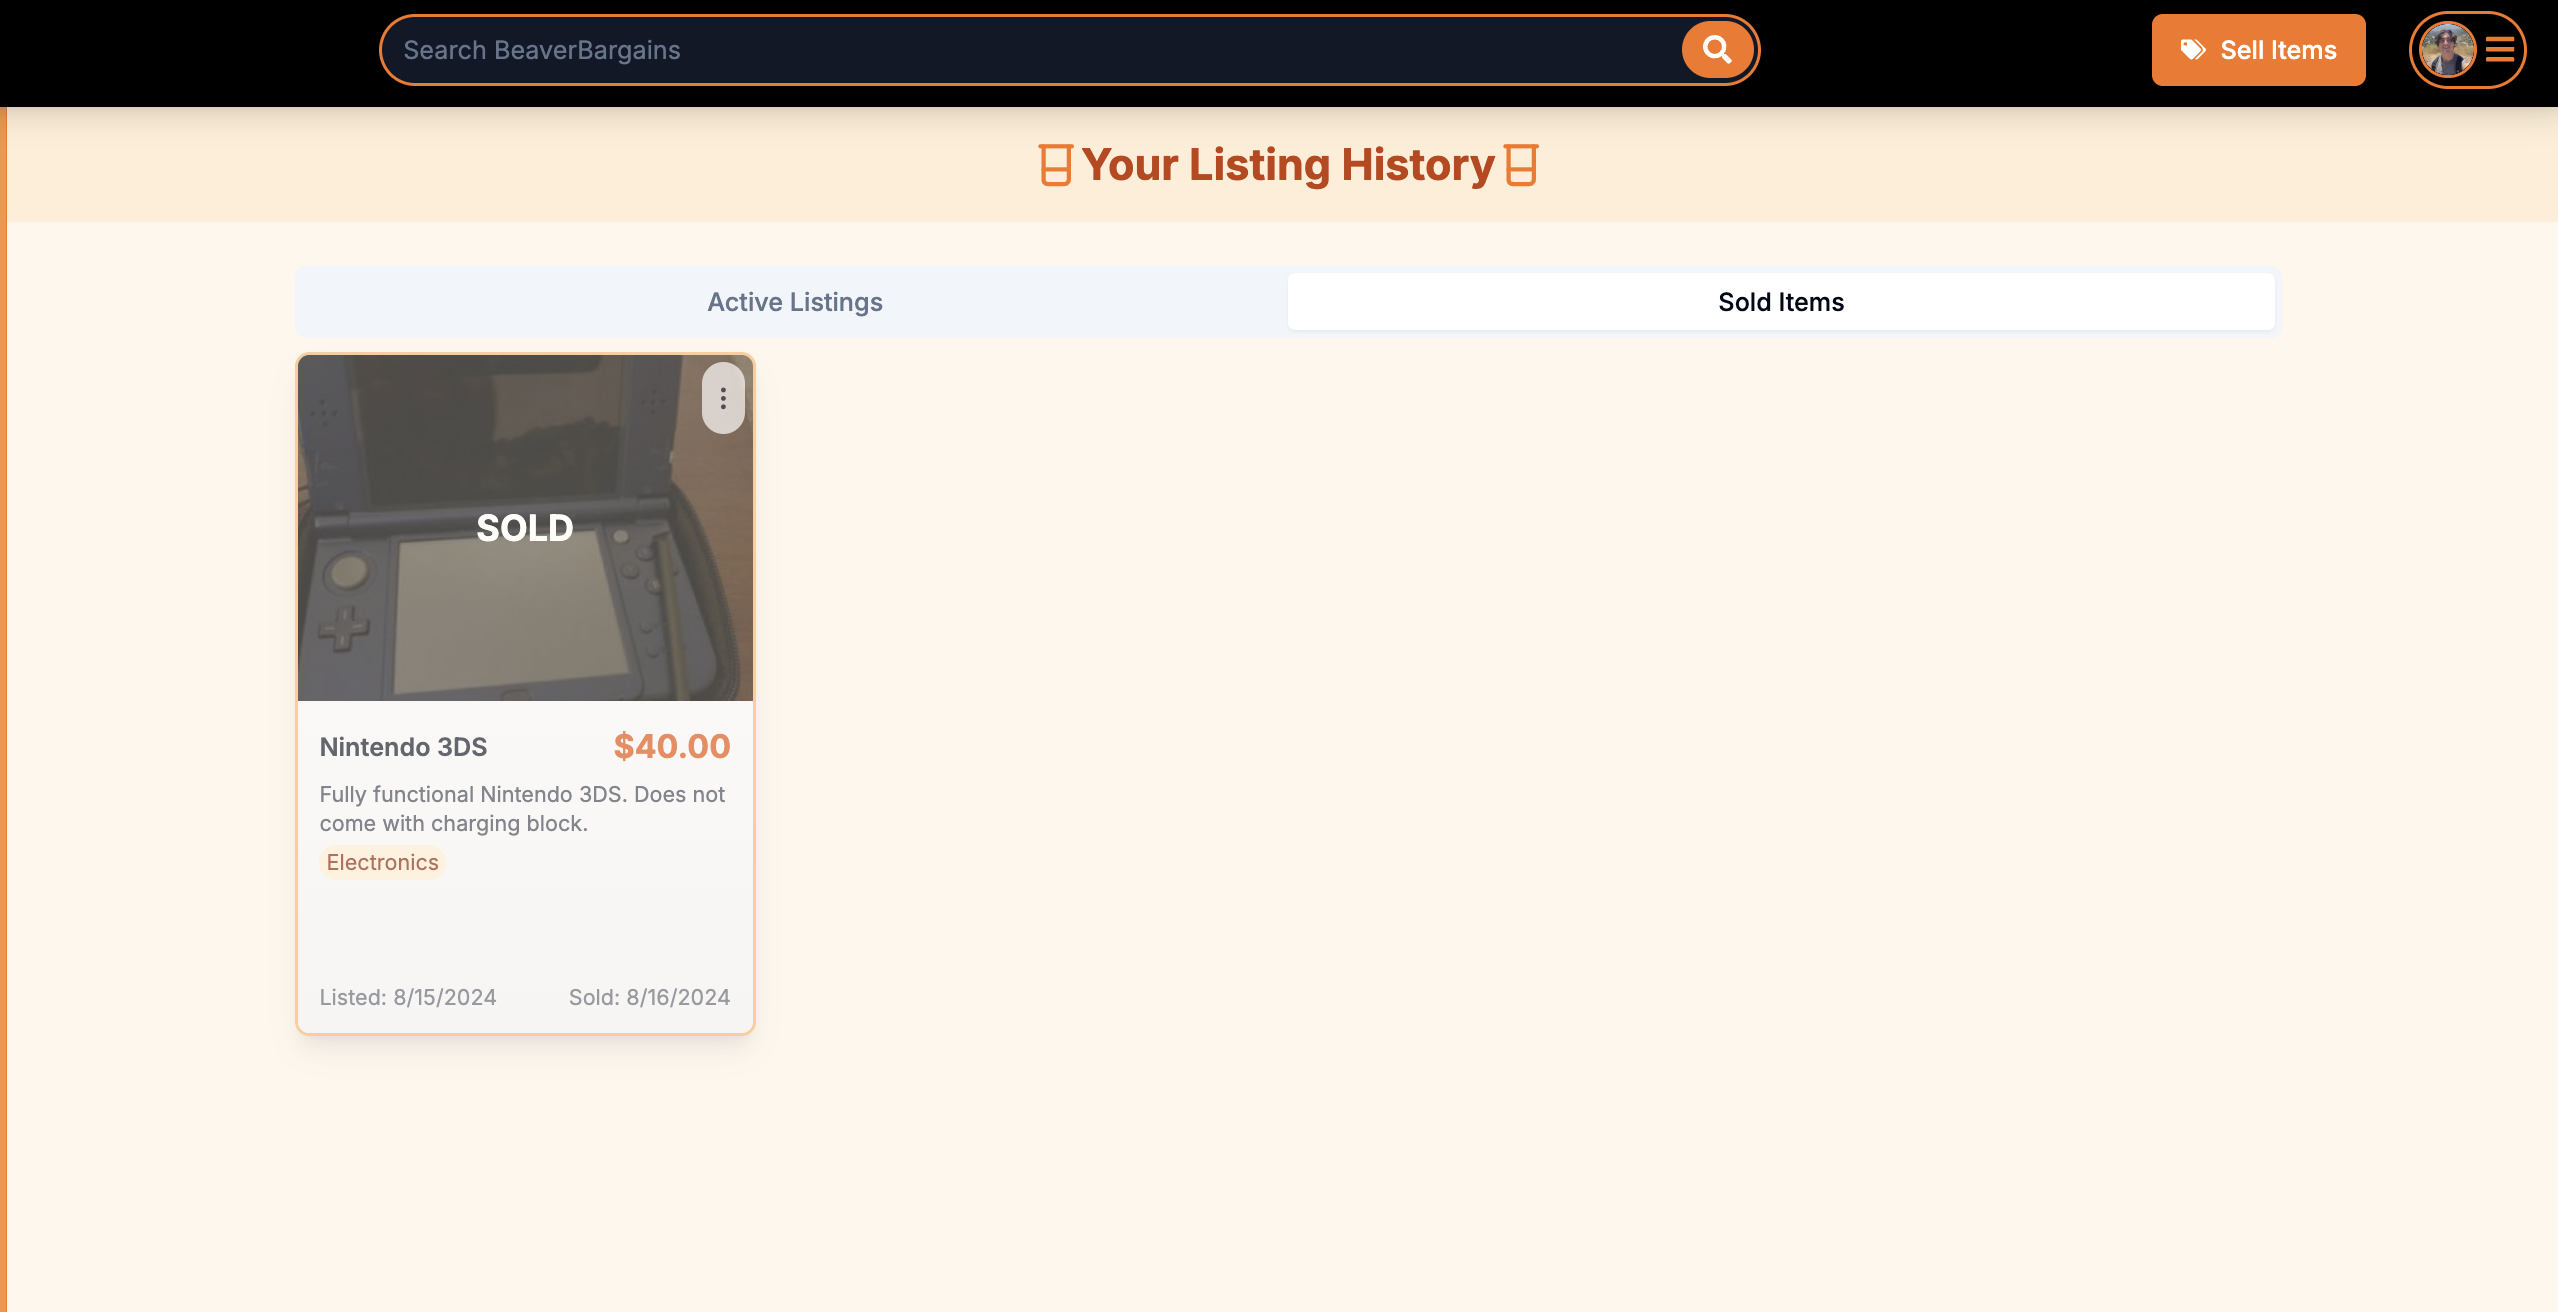 Search BeaverBargains
Sell Items
Your Listing History
Active Listings
Sold Items
SOLD
Nintendo 3DS
$40.00
Fully functional Nintendo 3DS. Does not
come with charging block.
Electronics
Listed: 8/15/2024
Sold: 8/16/2024